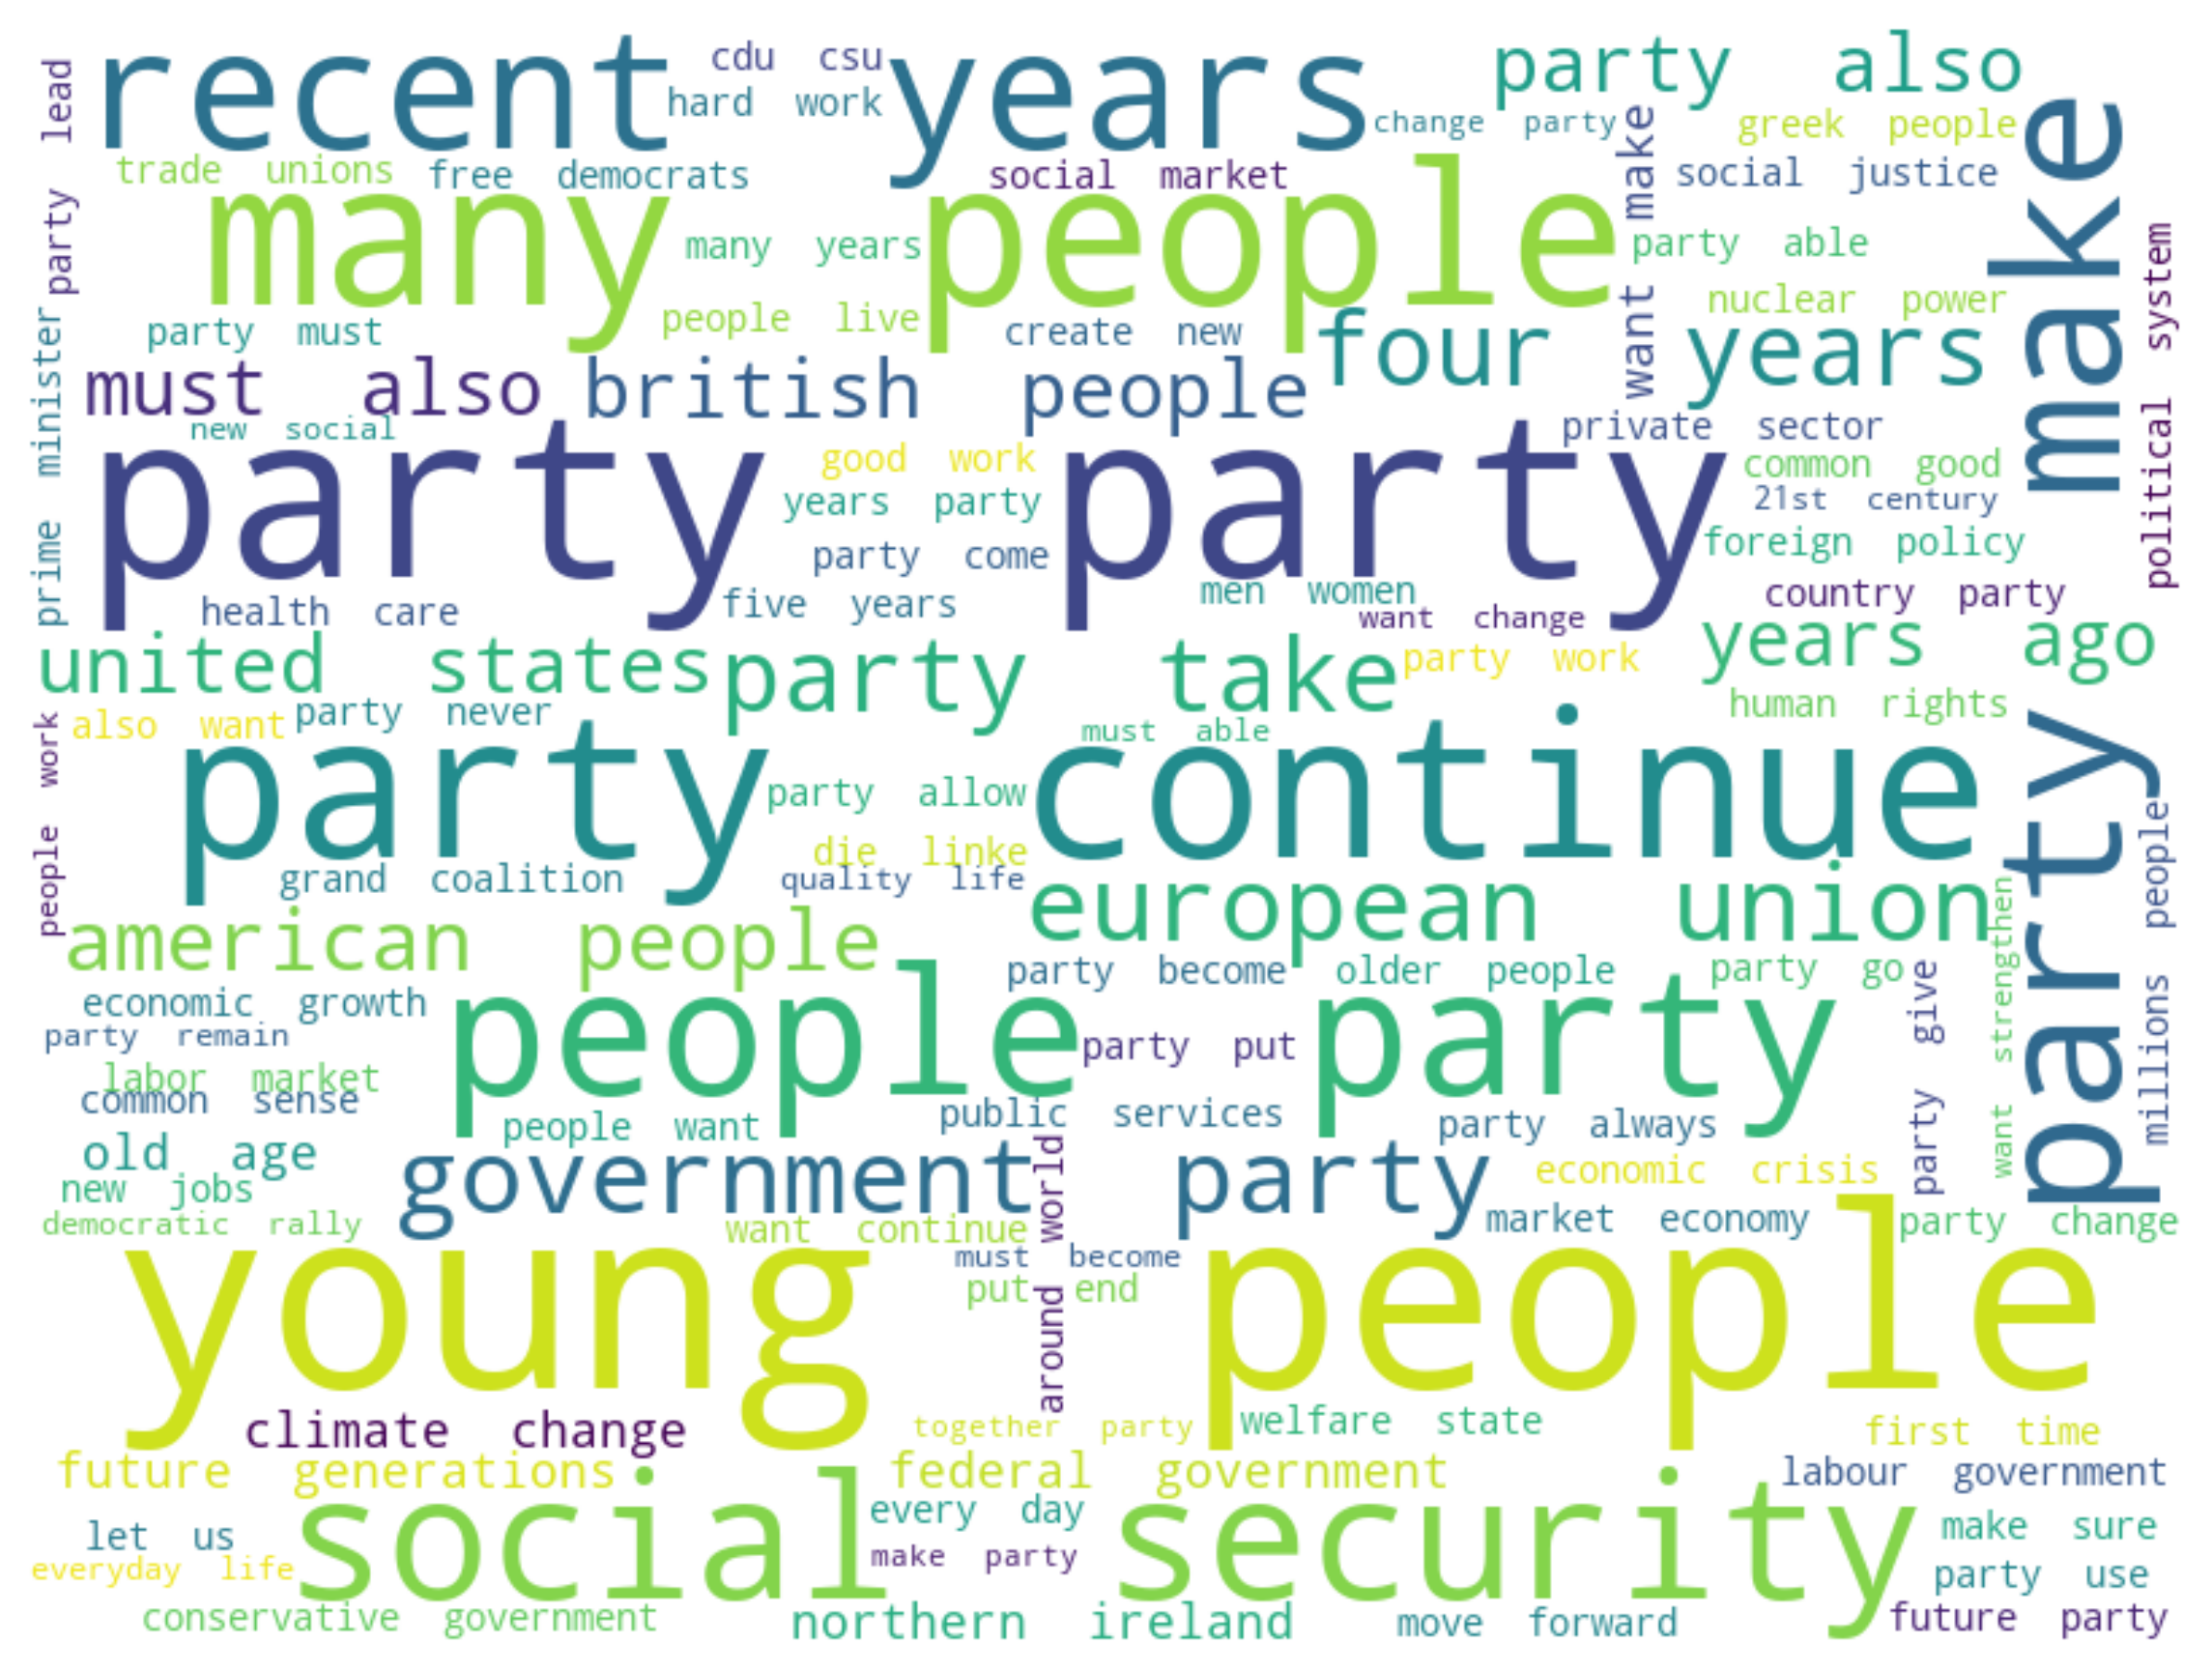 recent years
cdu csu
hard work
party also
party lead
change party
greek people
make
want make
trade unions
free democrats
social market
social justice
many people
many years
people live
party able
nuclear power
political system
party must
create new
four years
prime minister
must also
british people
new social
private sector
party party
good work
years party
party come
common good
21st century
foreign policy
men women
country party
health care
five years
want change
united states
party take
party work
years ago
human rights
also want
party never
must able
people work
party continue
party allow
die linke
quality life
grand coalition
party
millions people
european union
want strengthen
american people
party become
older people
party go
party give
economic growth
party remain
people party
party put
labor market
common sense
people want
public services
party always
old age
new jobs
government party
around world
economic crisis
democratic rally
want continue
market economy
party change
young people
must become
put end
climate change
together party
welfare state
first time
future generations
federal government
labour government
social security
every day
let us
make sure
everyday life
make party
party use
conservative government
northern ireland
move forward
future party